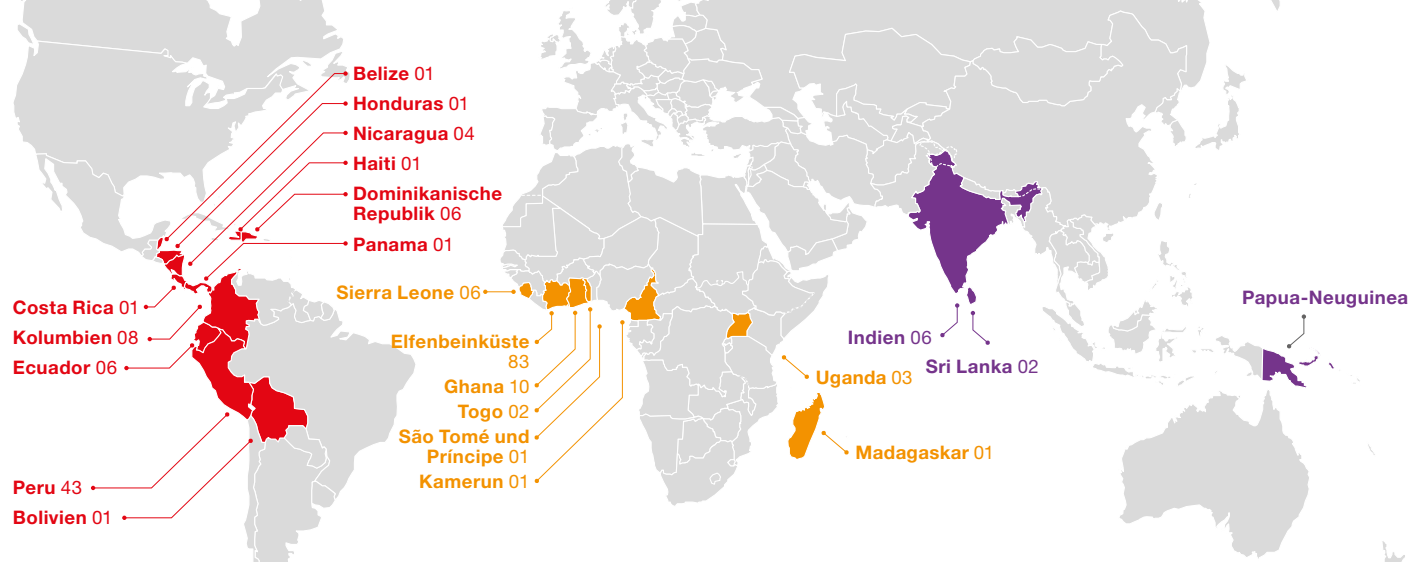 Belize 01
Honduras 01
Nicaragua 04
Haiti 01
Dominikanische
Republik 06
Panama 01
Costa Rica 01
Kolumbien 08
Ecuador 06
Peru 43
Bolivien 01
Sierra Leone 06
Elfenbeinküste
83
Ghana 10
Togo 02
São Tomé und
Príncipe 01
Kamerun 01
Uganda 03
Madagaskar 01
Indien 06
Sri Lanka 02
Papua-Neuguinea